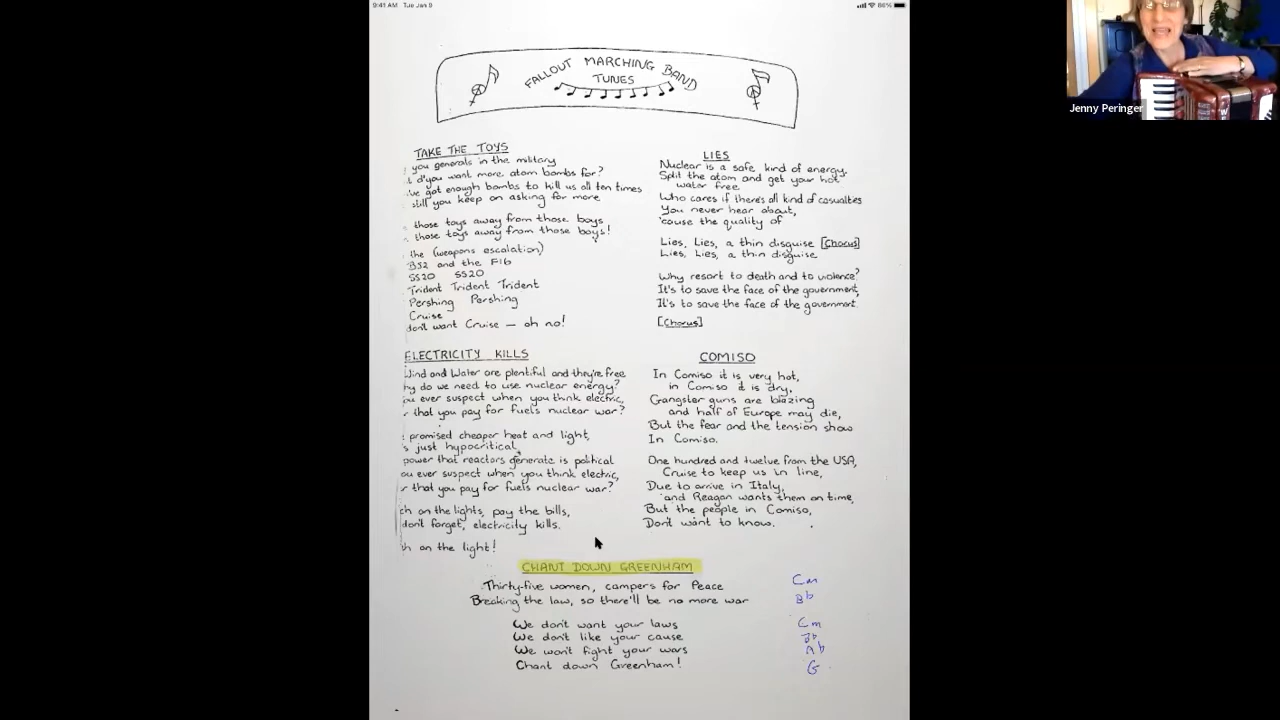 9:41 AM Tue Jan 9
86%
FALLOUT MARCHING BAND
TUNES
TAKE THE TOYS
you generals in the military
d'you want more atom bombs for?
've got enough bombs to kill us all ten times
still you keep on asking for more
those toys away from those boys
those toys away from those boys!
the (weapons escalation)
B52 and the F16
SS20 SS20
Trident Trident Trident
Pershing Pershing
Cruise
don't want Cruise — oh no!
LIES
Nuclear is a safe kind of energy.
Split the atom and get your hot
water free.
Who cares if there's all kind of casualties
You never hear about,
'cause the quality of
Lies, Lies, a thin disguise [Chorus]
Lies, Lies, a thin disguise
Why resort to death and to violence?
It's to save the face of the government,
It's to save the face of the government.
[Chorus]
ELECTRICITY KILLS
Wind and Water are plentiful and they're free
hy do we need to use nuclear energy?
ou ever suspect when you think electric,
that you pay for fuels nuclear war?
promised cheaper heat and light,
s just hypocritical,
power that reactors generate is political
ou ever suspect when you think electric,
that you pay for fuels nuclear war?
ch on the lights, pay the bills,
don't forget, electricity kills.
h on the light!
COMISO
In Comiso it is very hot,
in Comiso it is dry.
Gangster guns are blazing
and half of Europe may die,
But the fear and the tension show
In Comiso.
One hundred and twelve from the USA,
Cruise to keep us in line,
Due to arrive in Italy,
and Reagan wants them on time,
But the people in Comiso,
Don't want to know.
CHANT DOWN GREENHAM
Thirty-five women, campers for Peace Cm
Breaking the law, so there'll be no more war Bb
We don't want your laws Cm
We don't like your cause Bb
We won't fight your wars Ab
Chant down Greenham! G
Jenny Peringer